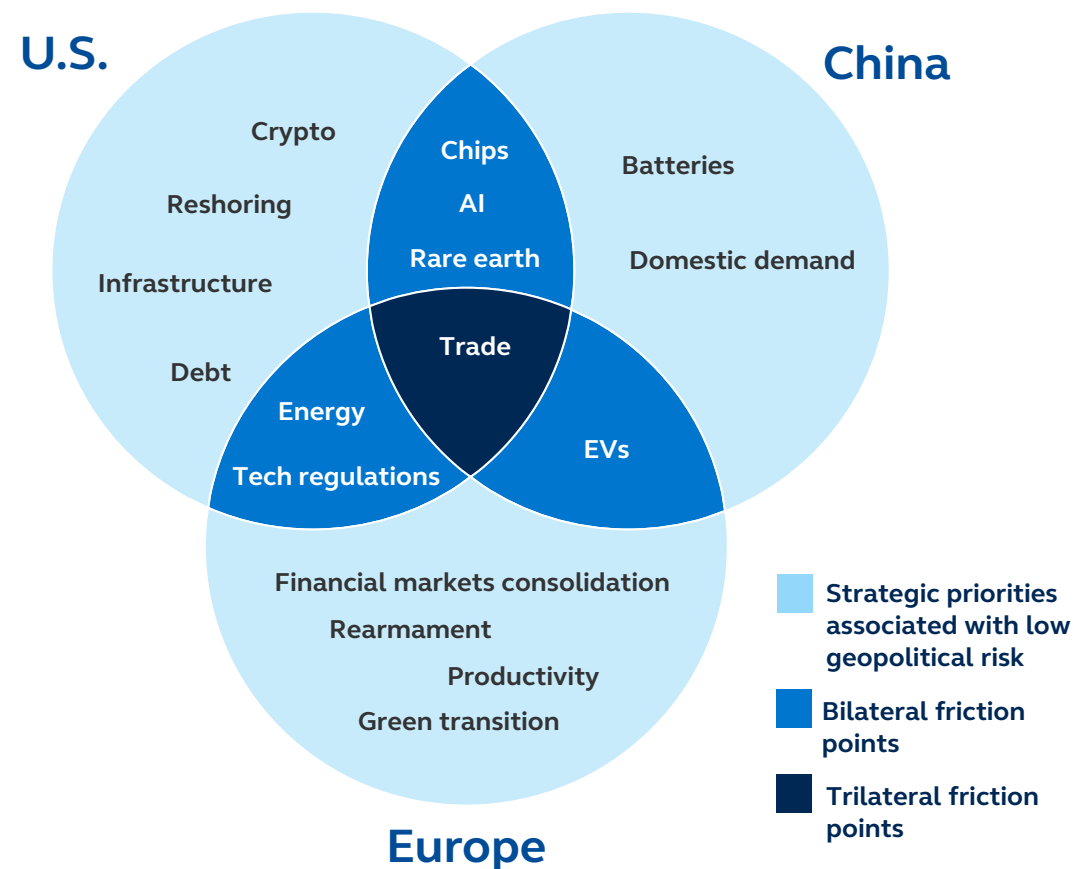 U.S.
China
Crypto
Chips
Batteries
Reshoring
AI
Rare earth
Domestic demand
Infrastructure
Trade
Debt
Energy
EVs
Tech regulations
Financial markets consolidation
Rearmament
Productivity
Green transition
Strategic priorities
associated with low
geopolitical risk
Bilateral friction
points
Trilateral friction
points
Europe